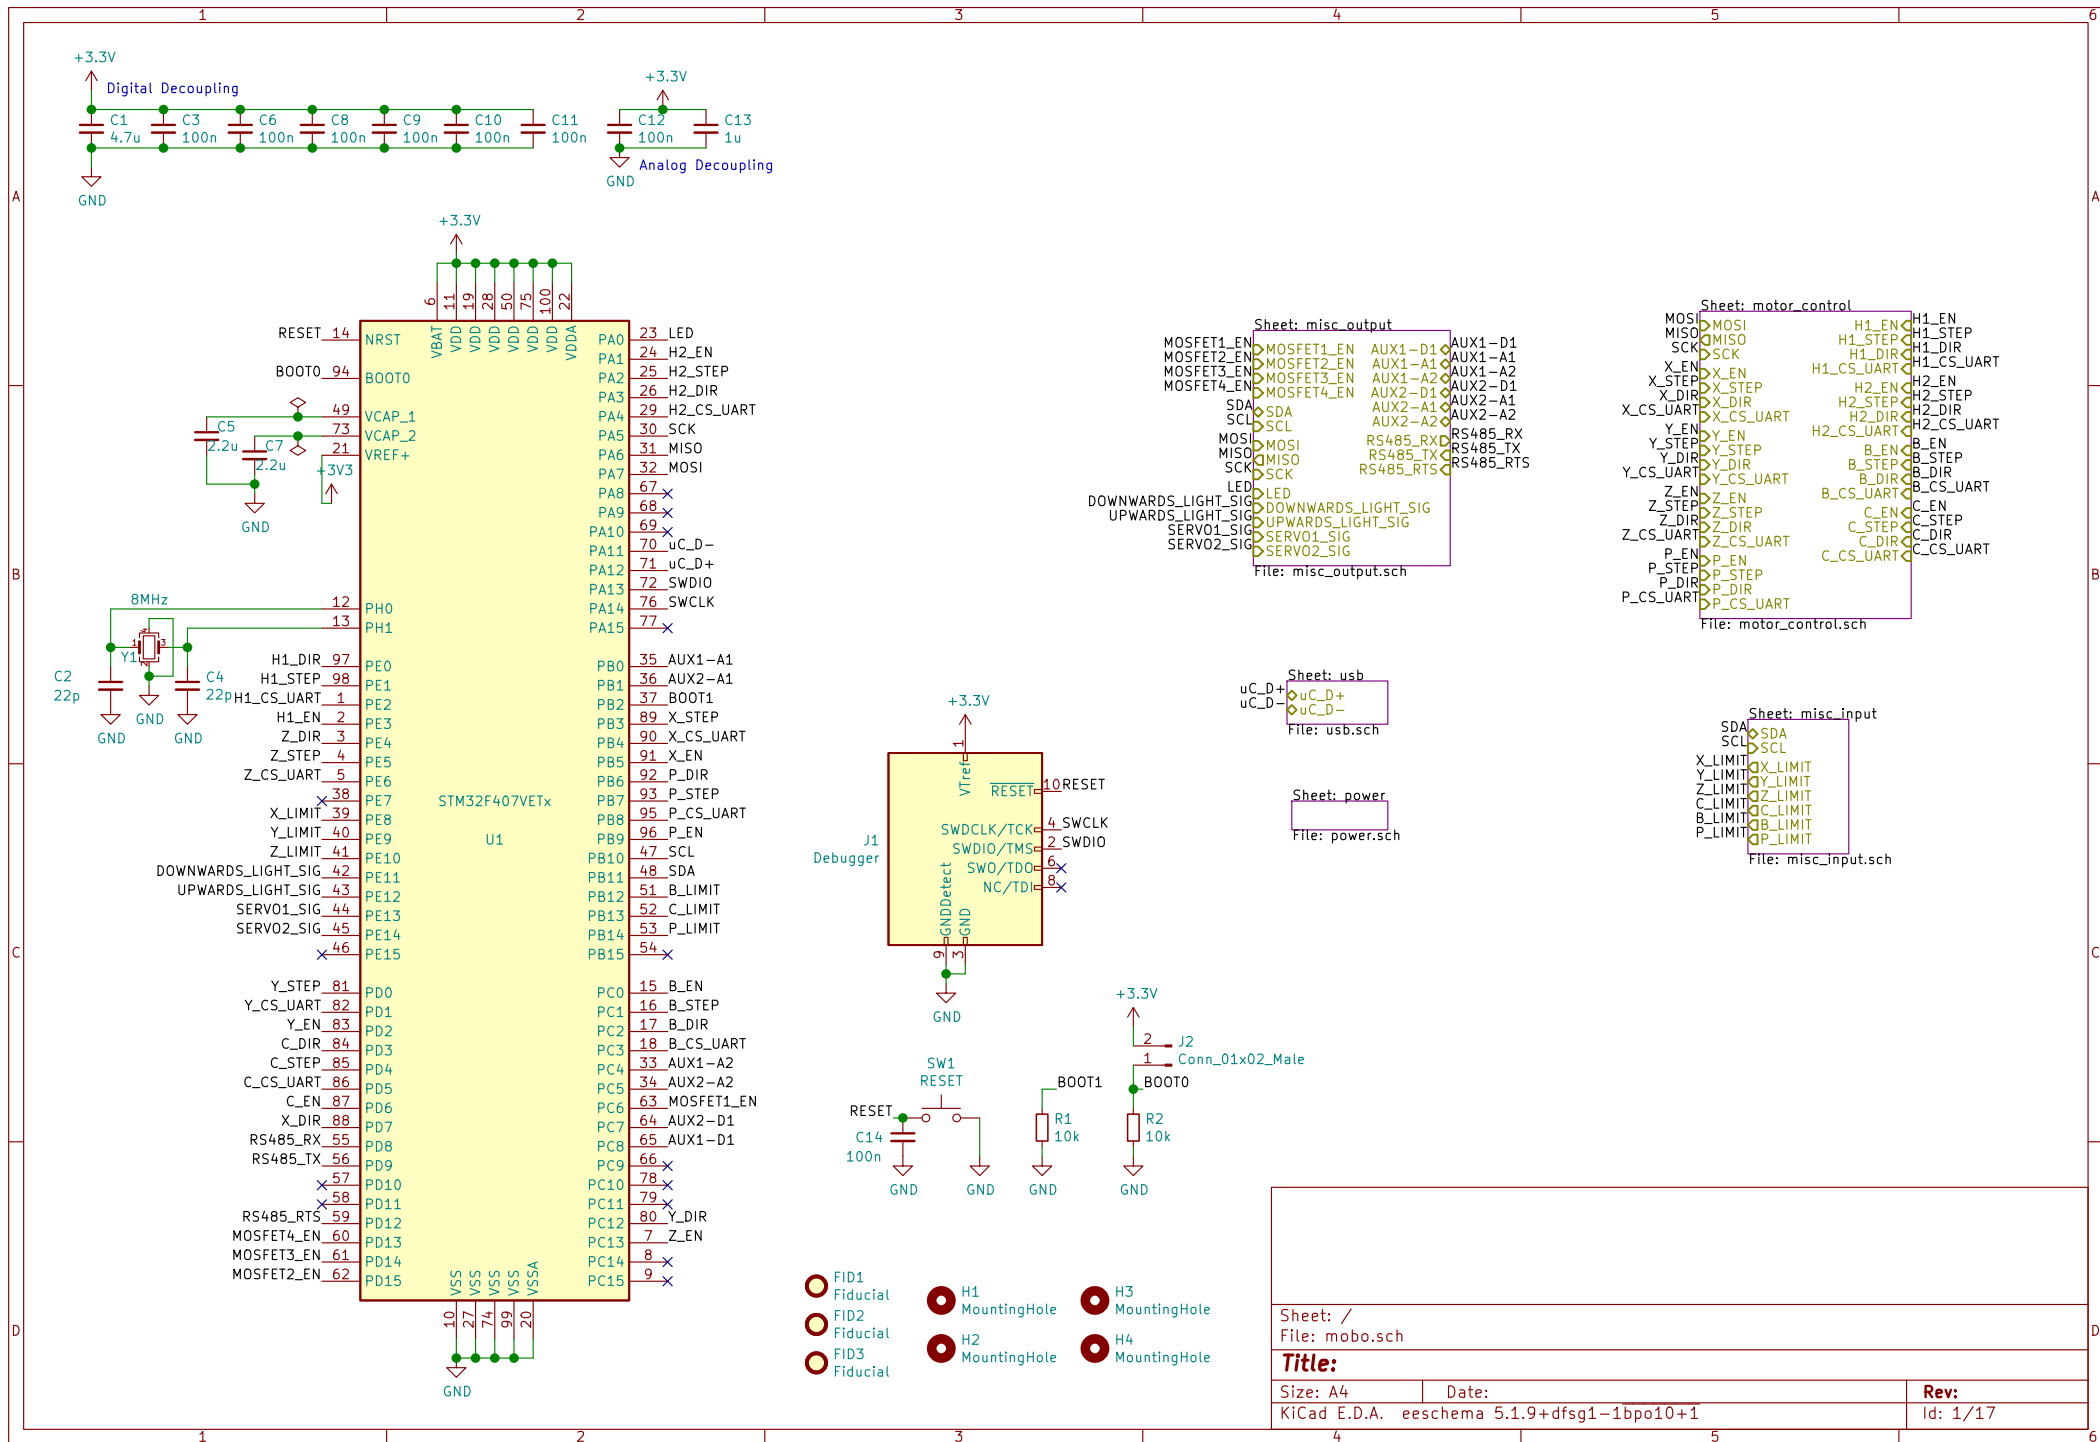 1 2 3 4 5 6
+3.3V
Digital Decoupling
C1 4.7u
C3 100n
C6 100n
C8 100n
C9 100n
C10 100n
C11 100n
GND
+3.3V
C12 100n
C13 1u
Analog Decoupling
GND
A A
+3.3V
6 VBAT
11 VDD
19 VDD
28 VDD
50 VDD
75 VDD
100 VDD
22 VDDA
RESET 14 NRST
BOOT0 94 BOOT0
49 VCAP_1
73 VCAP_2
21 VREF+
C5 2.2u
C7 2.2u
+3V3
GND
8MHz
12 PH0
13 PH1
Y1
1 3
4 2
C2 22p
C4 22p
GND
GND
GND
H1_DIR 97 PE0
H1_STEP 98 PE1
H1_CS_UART 1 PE2
H1_EN 2 PE3
Z_DIR 3 PE4
Z_STEP 4 PE5
Z_CS_UART 5 PE6
38 PE7
X_LIMIT 39 PE8
Y_LIMIT 40 PE9
Z_LIMIT 41 PE10
DOWNWARDS_LIGHT_SIG 42 PE11
UPWARDS_LIGHT_SIG 43 PE12
SERVO1_SIG 44 PE13
SERVO2_SIG 45 PE14
46 PE15
Y_STEP 81 PD0
Y_CS_UART 82 PD1
Y_EN 83 PD2
C_DIR 84 PD3
C_STEP 85 PD4
C_CS_UART 86 PD5
C_EN 87 PD6
X_DIR 88 PD7
RS485_RX 55 PD8
RS485_TX 56 PD9
57 PD10
58 PD11
RS485_RTS 59 PD12
MOSFET4_EN 60 PD13
MOSFET3_EN 61 PD14
MOSFET2_EN 62 PD15
STM32F407VETx
U1
PA0 23 LED
PA1 24 H2_EN
PA2 25 H2_STEP
PA3 26 H2_DIR
PA4 29 H2_CS_UART
PA5 30 SCK
PA6 31 MISO
PA7 32 MOSI
PA8 67
PA9 68
PA10 69
PA11 70 uC_D-
PA12 71 uC_D+
PA13 72 SWDIO
PA14 76 SWCLK
PA15 77
PB0 35 AUX1-A1
PB1 36 AUX2-A1
PB2 37 BOOT1
PB3 89 X_STEP
PB4 90 X_CS_UART
PB5 91 X_EN
PB6 92 P_DIR
PB7 93 P_STEP
PB8 95 P_CS_UART
PB9 96 P_EN
PB10 47 SCL
PB11 48 SDA
PB12 51 B_LIMIT
PB13 52 C_LIMIT
PB14 53 P_LIMIT
PB15 54
PC0 15 B_EN
PC1 16 B_STEP
PC2 17 B_DIR
PC3 18 B_CS_UART
PC4 33 AUX1-A2
PC5 34 AUX2-A2
PC6 63 MOSFET1_EN
PC7 64 AUX2-D1
PC8 65 AUX1-D1
PC9 66
PC10 78
PC11 79
PC12 80 Y_DIR
PC13 7 Z_EN
PC14 8
PC15 9
VSS 10
VSS 27
VSS 74
VSS 99
VSSA 20
GND
B B
+3.3V
1 VTref
J1
Debugger
RESET 10 RESET
SWDCLK/TCK 4 SWCLK
SWDIO/TMS 2 SWDIO
SWO/TDO 6
NC/TDI 8
GNDDetect 9
GND 3
GND
C C
SW1
RESET
RESET
C14
100n
GND
GND
BOOT1
R1
10k
GND
+3.3V
2 J2
1 Conn_01x02_Male
BOOT0
R2
10k
GND
FID1
Fiducial
FID2
Fiducial
FID3
Fiducial
H1
MountingHole
H2
MountingHole
H3
MountingHole
H4
MountingHole
Sheet: misc_output
MOSFET1_EN MOSFET1_EN AUX1-D1 AUX1-D1
MOSFET2_EN MOSFET2_EN AUX1-A1 AUX1-A1
MOSFET3_EN MOSFET3_EN AUX1-A2 AUX1-A2
MOSFET4_EN MOSFET4_EN AUX2-D1 AUX2-D1
SDA SDA AUX2-A1 AUX2-A1
SCL SCL AUX2-A2 AUX2-A2
MOSI MOSI RS485_RX RS485_RX
MISO MISO RS485_TX RS485_TX
SCK SCK RS485_RTS RS485_RTS
LED LED
DOWNWARDS_LIGHT_SIG DOWNWARDS_LIGHT_SIG
UPWARDS_LIGHT_SIG UPWARDS_LIGHT_SIG
SERVO1_SIG SERVO1_SIG
SERVO2_SIG SERVO2_SIG
File: misc_output.sch
Sheet: motor_control
MOSI MOSI H1_EN H1_EN
MISO MISO H1_STEP H1_STEP
SCK SCK H1_DIR H1_DIR
X_EN X_EN H1_CS_UART H1_CS_UART
X_STEP X_STEP H2_EN H2_EN
X_DIR X_DIR H2_STEP H2_STEP
X_CS_UART X_CS_UART H2_DIR H2_DIR
Y_EN Y_EN H2_CS_UART H2_CS_UART
Y_STEP Y_STEP B_EN B_EN
Y_DIR Y_DIR B_STEP B_STEP
Y_CS_UART Y_CS_UART B_DIR B_DIR
Z_EN Z_EN B_CS_UART B_CS_UART
Z_STEP Z_STEP C_EN C_EN
Z_DIR Z_DIR C_STEP C_STEP
Z_CS_UART Z_CS_UART C_DIR C_DIR
P_EN P_EN C_CS_UART C_CS_UART
P_STEP P_STEP
P_DIR P_DIR
P_CS_UART P_CS_UART
File: motor_control.sch
Sheet: usb
uC_D+ uC_D+
uC_D- uC_D-
File: usb.sch
Sheet: power
File: power.sch
Sheet: misc_input
SDA SDA
SCL SCL
X_LIMIT X_LIMIT
Y_LIMIT Y_LIMIT
Z_LIMIT Z_LIMIT
C_LIMIT C_LIMIT
B_LIMIT B_LIMIT
P_LIMIT P_LIMIT
File: misc_input.sch
D D
Sheet: /
File: mobo.sch
Title:
Size: A4 Date: Rev:
KiCad E.D.A. eeschema 5.1.9+dfsg1-1bpo10+1 Id: 1/17
1 2 3 4 5 6